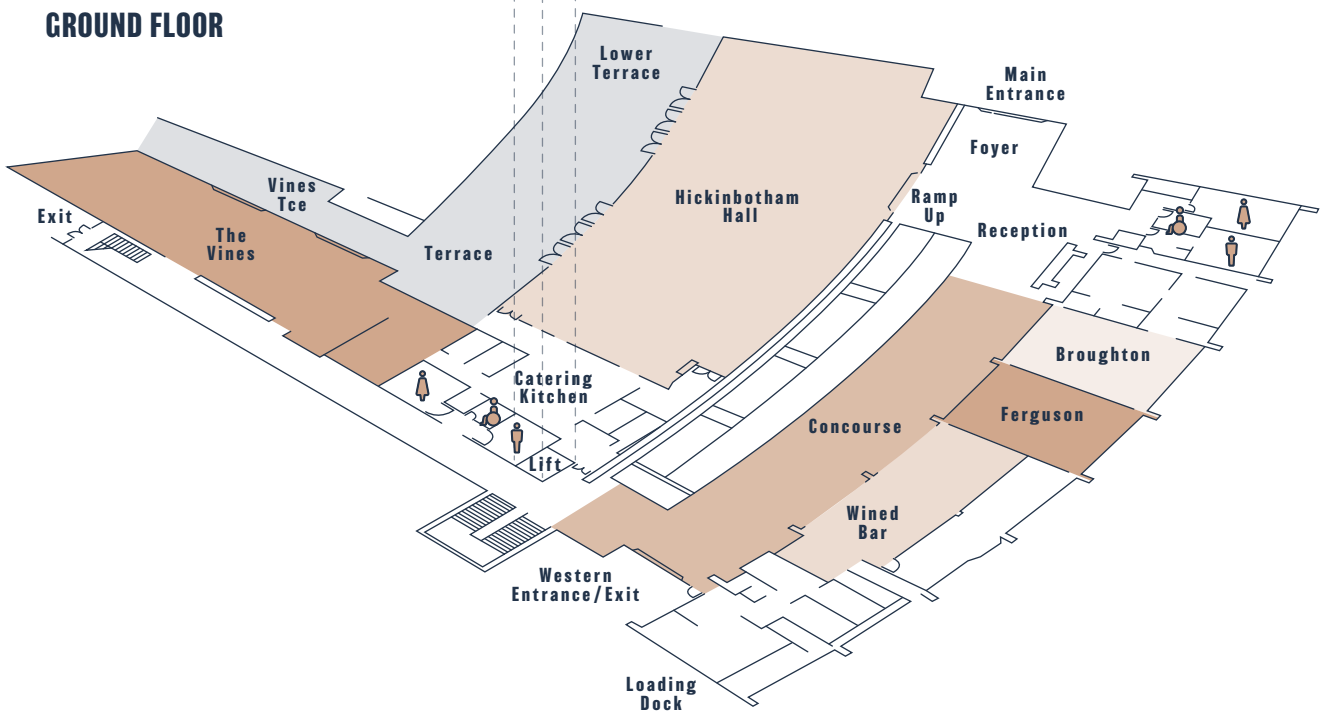 GROUND FLOOR
Lower
Terrace
Main
Entrance
Foyer
Vines
Tce
Hickinbotham
Hall
Ramp
Up
Exit
The
Vines
Terrace
Reception
Broughton
Catering
Kitchen
Ferguson
Concourse
Lift
Wined
Bar
Western
Entrance/Exit
Loading
Dock